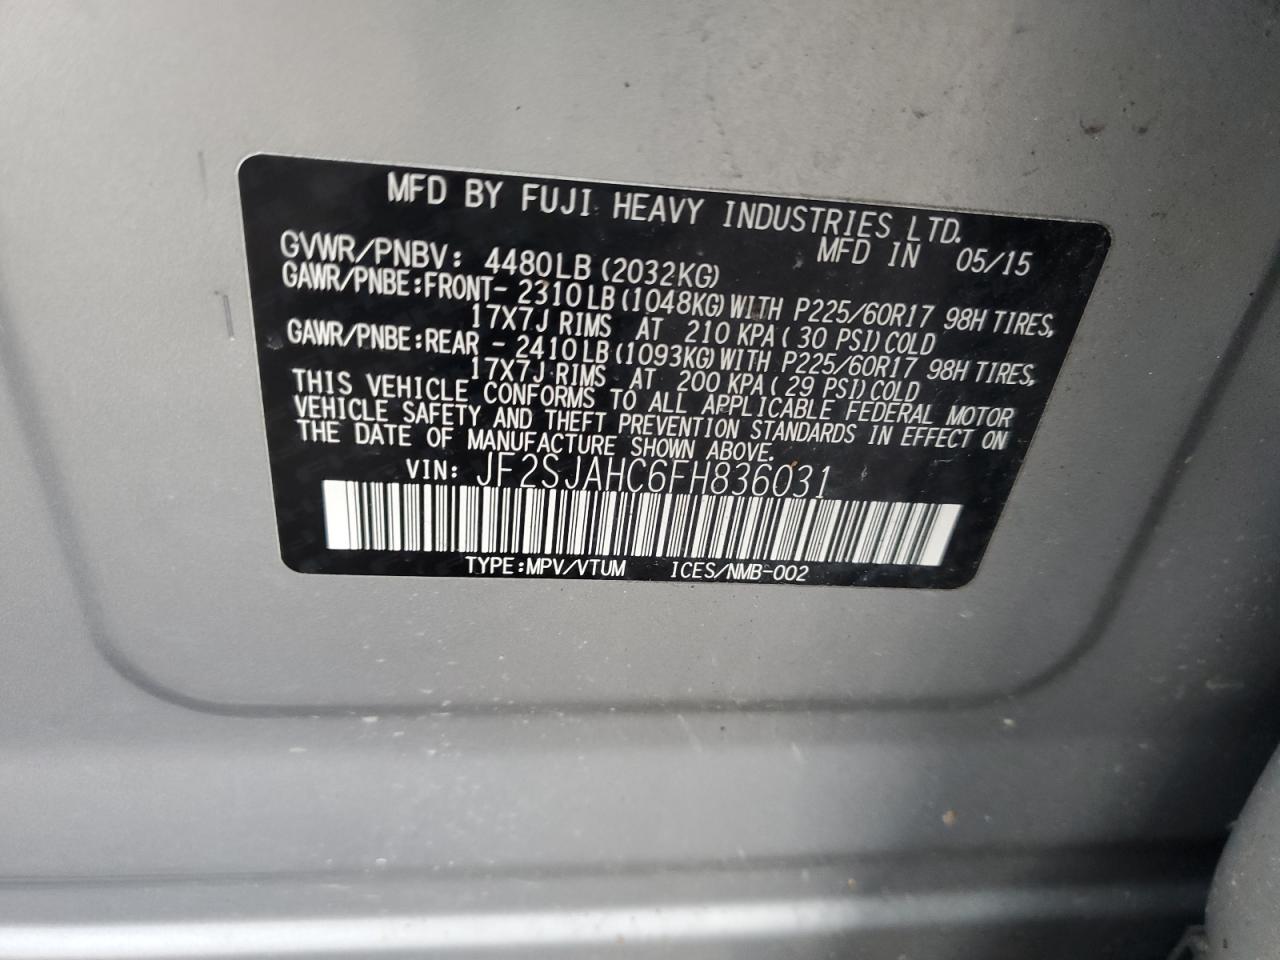 MFD BY FUJI HEAVY INDUSTRIES LTD.
MFD IN 05/15
GVWR/PNBV: 4480LB (2032KG)
GAWR/PNBE:FRONT- 2310LB(1048KG)WITH P225/60R17 98H TIRES,
17X7J RIMS AT 210 KPA( 30 PSI)COLD
GAWR/PNBE:REAR - 2410LB(1093KG)WITH P225/60R17 98H TIRES,
17X7J RIMS AT 200 KPA( 29 PSI)COLD
THIS VEHICLE CONFORMS TO ALL APPLICABLE FEDERAL MOTOR
VEHICLE SAFETY AND THEFT PREVENTION STANDARDS IN EFFECT ON
THE DATE OF MANUFACTURE SHOWN ABOVE.
VIN: JF2SJAHC6FH836031
TYPE:MPV/VTUM ICES/NMB-002